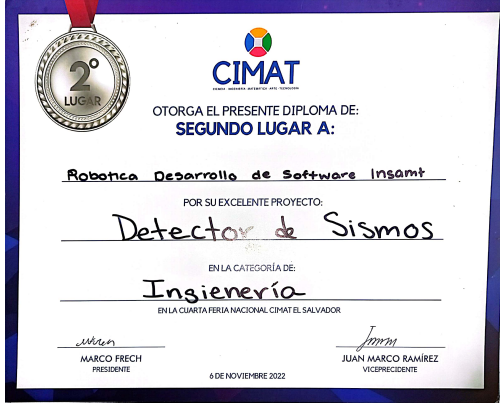 2°
LUGAR
CIMAT
CIENCIA · INGENIERÍA · MATEMÁTICA · ARTE · TECNOLOGÍA
OTORGA EL PRESENTE DIPLOMA DE:
SEGUNDO LUGAR A:
Robotica Desarrollo de Software Insamt
POR SU EXCELENTE PROYECTO:
Detector de Sismos
EN LA CATEGORÍA DE:
Ingienería
EN LA CUARTA FERIA NACIONAL CIMAT EL SALVADOR
MARCO FRECH
PRESIDENTE
JUAN MARCO RAMÍREZ
VICEPRECIDENTE
6 DE NOVIEMBRE 2022